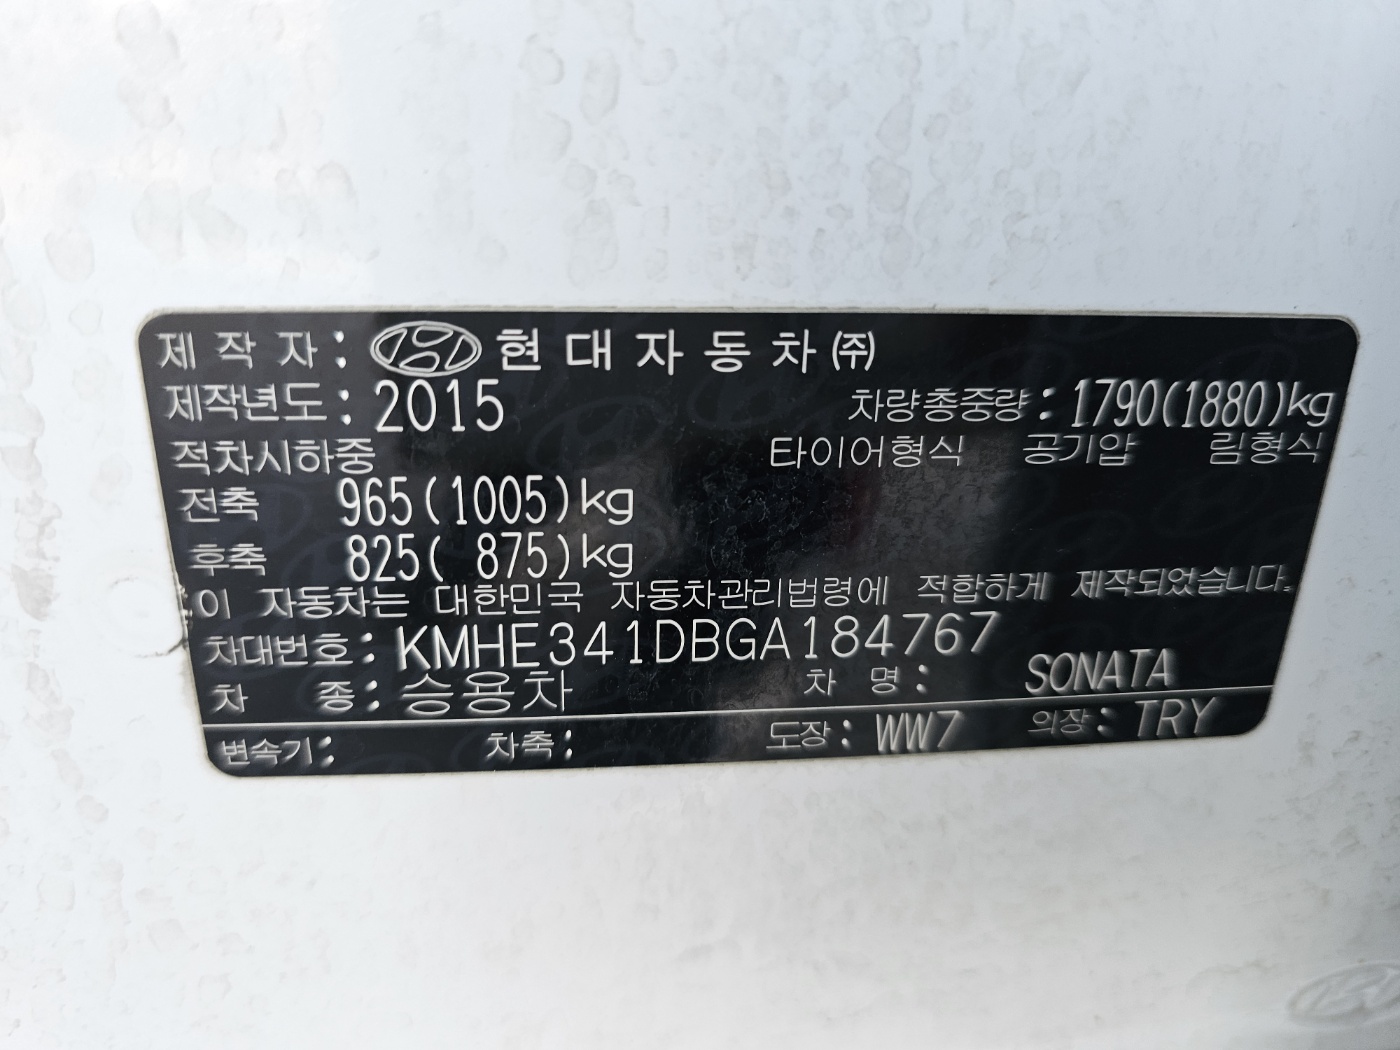 제작자: 현대자동차㈜
제작년도: 2015 차량총중량: 1790(1880)kg
적차시하중 타이어형식 공기압 림형식
전축 965(1005)kg
후축 825( 875)kg
이 자동차는 대한민국 자동차관리법령에 적합하게 제작되었습니다.
차대번호: KMHE341DBGA184767
차 종: 승용차 차 명: SONATA
변속기: 차축: 도장: WW7 의장: TRY